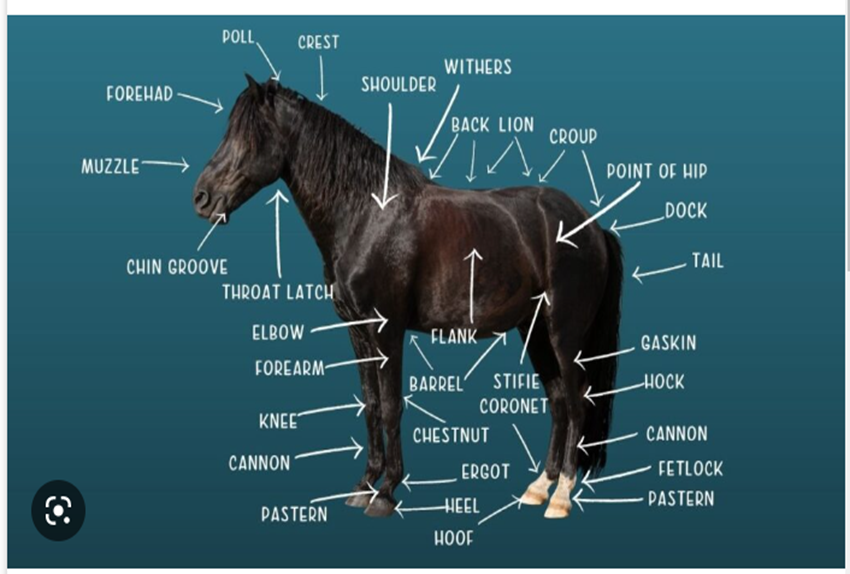 POLL
CREST
FOREHAD
SHOULDER
WITHERS
BACK LION
CROUP
MUZZLE
POINT OF HIP
DOCK
CHIN GROOVE
TAIL
THROAT LATCH
ELBOW
FLANK
GASKIN
FOREARM
BARREL
STIFIE
HOCK
CORONET
KNEE
CHESTNUT
CANNON
CANNON
ERGOT
FETLOCK
PASTERN
HEEL
PASTERN
HOOF